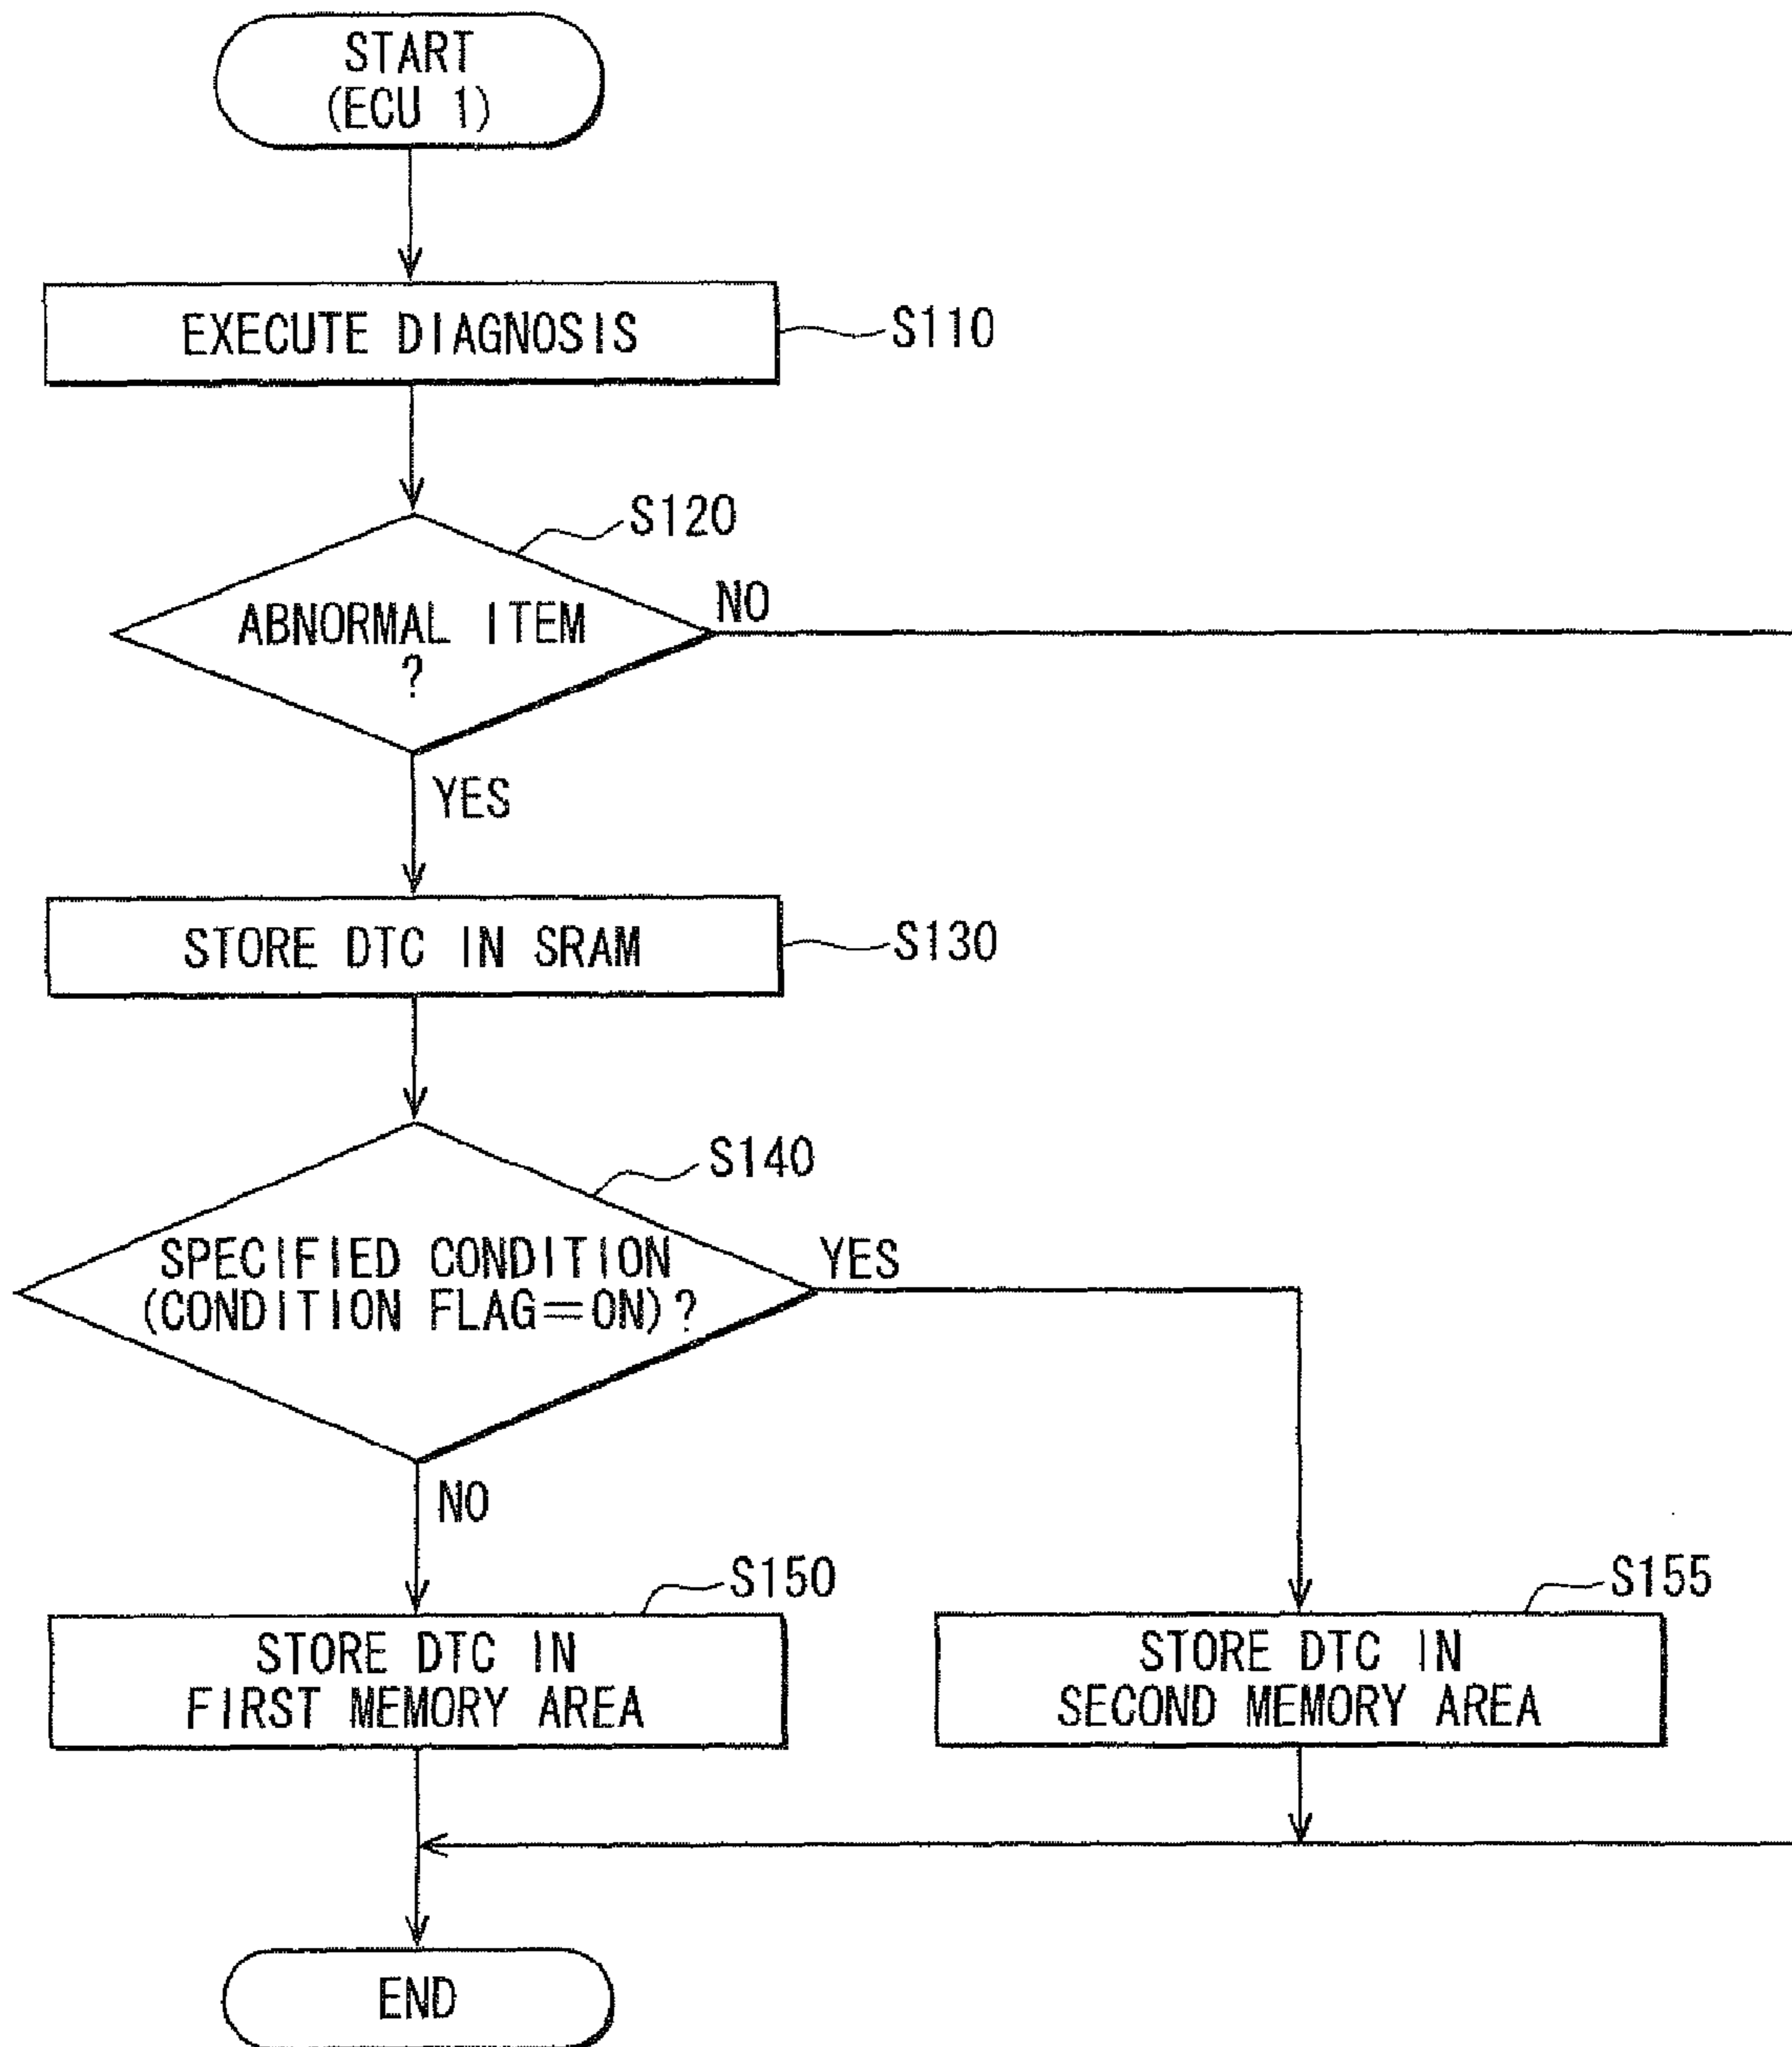 START
(ECU 1)
EXECUTE DIAGNOSIS
S110
S120
ABNORMAL ITEM
?
NO
YES
STORE DTC IN SRAM
S130
S140
SPECIFIED CONDITION
(CONDITION FLAG=ON)?
YES
NO
S150
STORE DTC IN
FIRST MEMORY AREA
S155
STORE DTC IN
SECOND MEMORY AREA
END